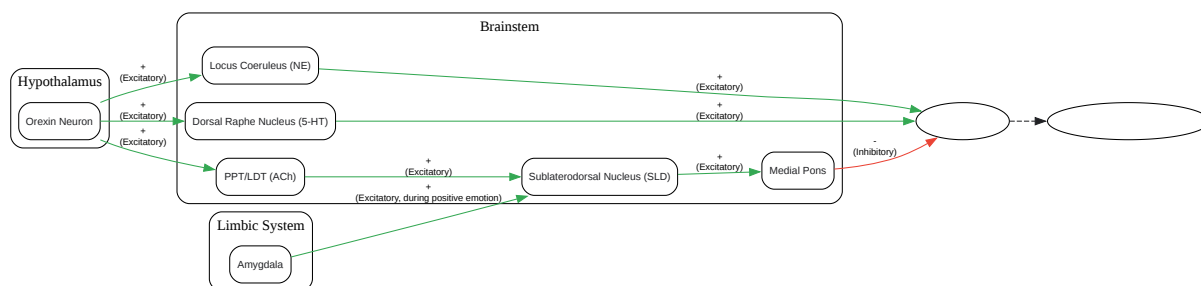 Brainstem
Hypothalamus
Orexin Neuron
+
(Excitatory)
+
(Excitatory)
+
(Excitatory)
Locus Coeruleus (NE)
Dorsal Raphe Nucleus (5-HT)
PPT/LDT (ACh)
+
(Excitatory)
+
(Excitatory)
+
(Excitatory)
+
(Excitatory, during positive emotion)
Sublaterodorsal Nucleus (SLD)
+
(Excitatory)
Medial Pons
-
(Inhibitory)
Limbic System
Amygdala